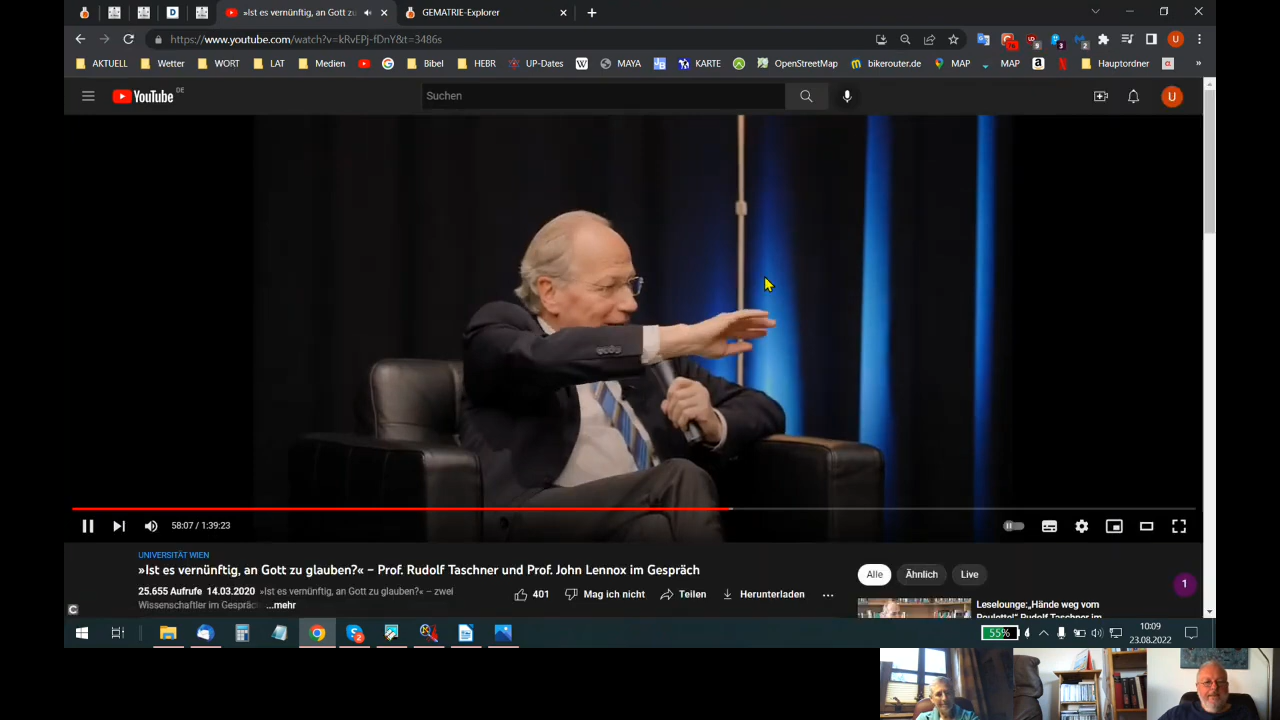 »Ist es vernünftig, an Gott zu
GEMATRIE-Explorer
https://www.youtube.com/watch?v=kRvEPj-fDnY&t=3486s
AKTUELL Wetter WORT LAT Medien Bibel HEBR UP-Dates MAYA KARTE OpenStreetMap bikerouter.de MAP MAP Hauptordner »
YouTube DE
Suchen
U
58:07 / 1:39:23
UNIVERSITÄT WIEN
»Ist es vernünftig, an Gott zu glauben?« – Prof. Rudolf Taschner und Prof. John Lennox im Gespräch
25.655 Aufrufe 14.03.2020 »Ist es vernünftig, an Gott zu glauben?« – zwei
Wissenschaftler im Gespräch ...mehr
401 Mag ich nicht Teilen Herunterladen
Alle Ähnlich Live
1
Leselounge:„Hände weg vom
55%
10:09
23.08.2022